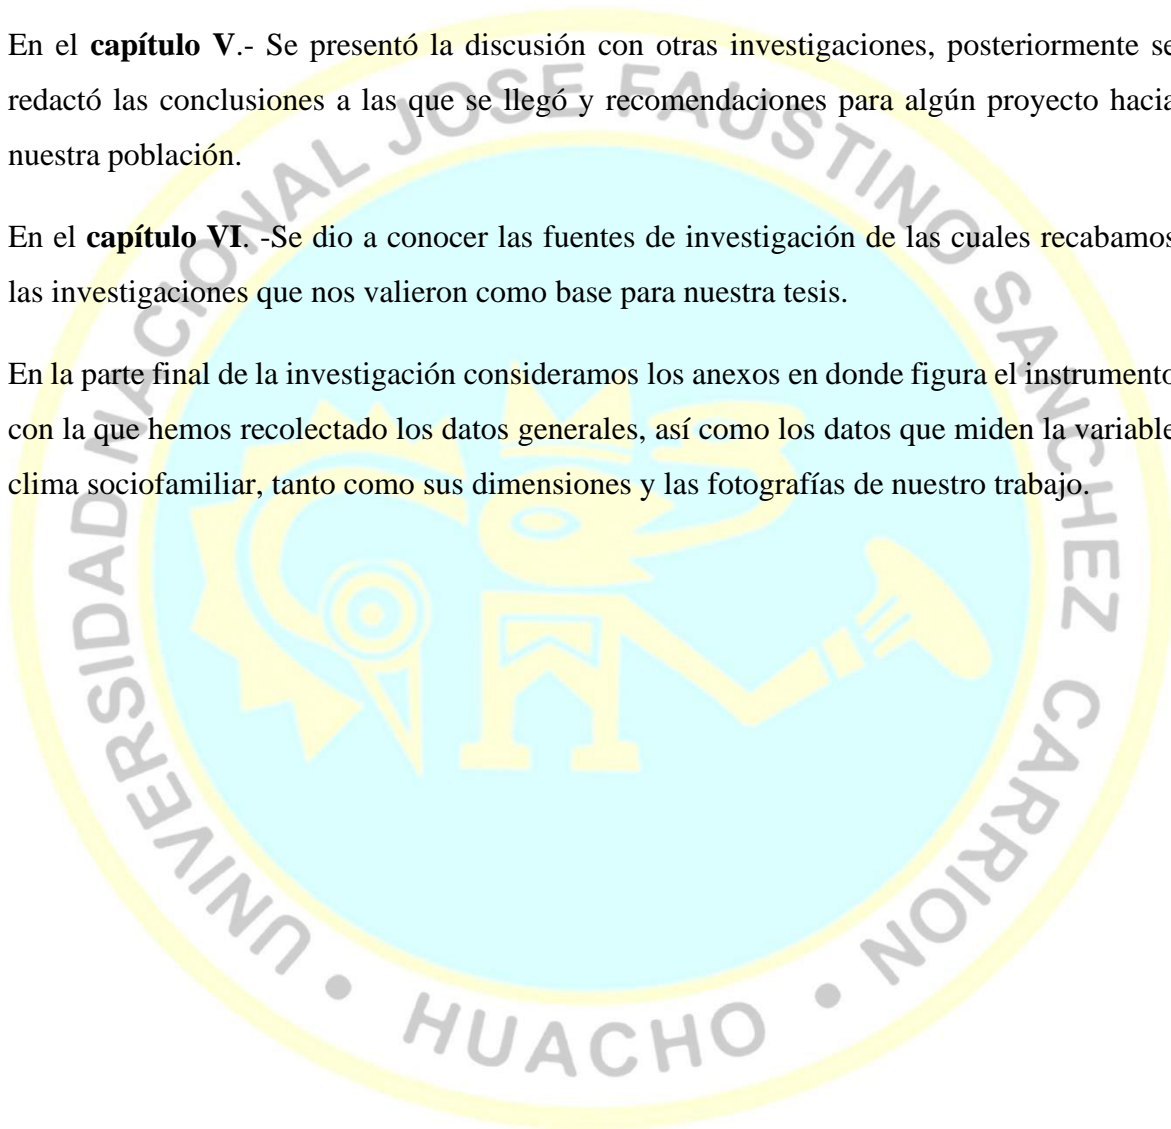 En el capítulo V.- Se presentó la discusión con otras investigaciones, posteriormente se
redactó las conclusiones a las que se llegó y recomendaciones para algún proyecto hacia
nuestra población.
En el capítulo VI. -Se dio a conocer las fuentes de investigación de las cuales recabamos
las investigaciones que nos valieron como base para nuestra tesis.
En la parte final de la investigación consideramos los anexos en donde figura el instrumento
con la que hemos recolectado los datos generales, así como los datos que miden la variable
clima sociofamiliar, tanto como sus dimensiones y las fotografías de nuestro trabajo.
UNIVERSIDAD NACIONAL JOSE FAUSTINO SANCHEZ CARRION
• HUACHO •